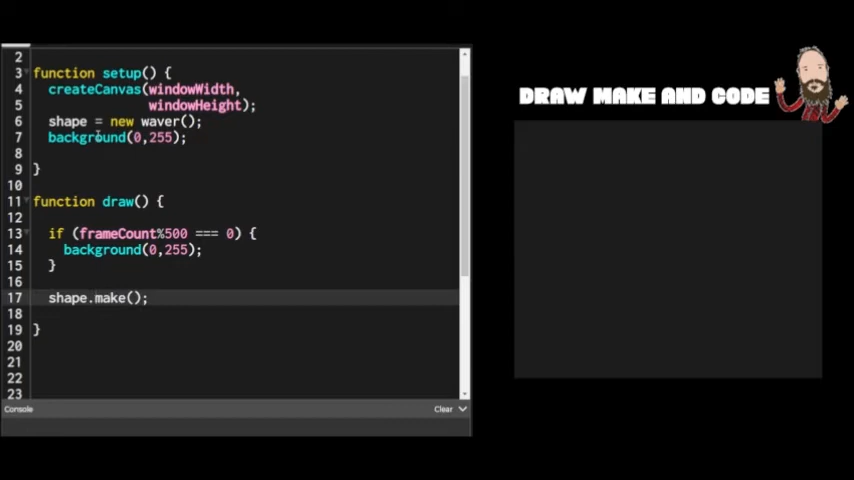 2
3 function setup() {
4 createCanvas(windowWidth,
5 windowHeight);
6 shape = new waver();
7 background(0,255);
8
9 }
10
11 function draw() {
12
13 if (frameCount%500 === 0) {
14 background(0,255);
15 }
16
17 shape.make();
18
19 }
20
21
22
23
Console
Clear
DRAW MAKE AND CODE